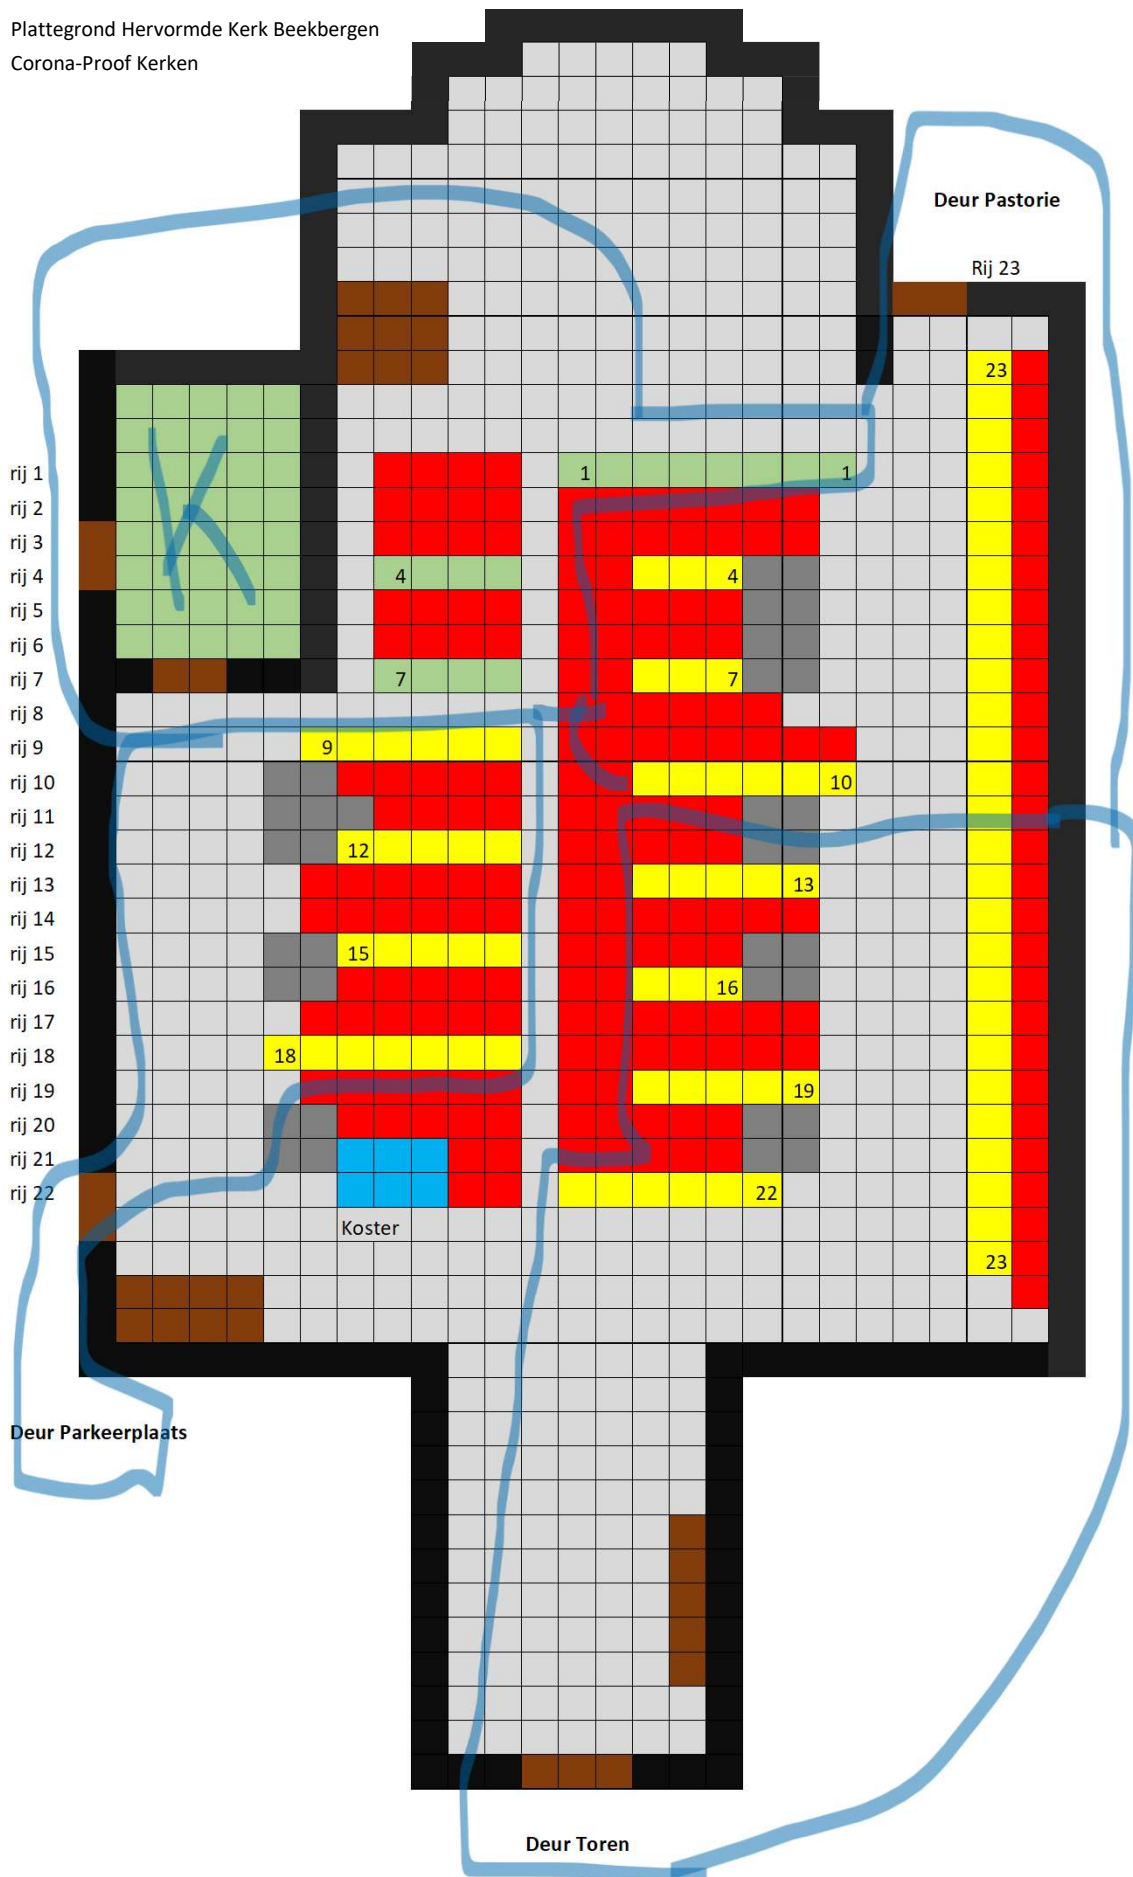 Plattegrond Hervormde Kerk Beekbergen
Corona-Proof Kerken
Deur Pastorie
Rij 23
23
rij 1 1 1
rij 2
rij 3
rij 4 4 4
rij 5
rij 6
rij 7 7 7
rij 8
rij 9 9
rij 10 10
rij 11
rij 12 12
rij 13 13
rij 14
rij 15 15
rij 16 16
rij 17
rij 18 18
rij 19 19
rij 20
rij 21
rij 22 22
Koster
23
Deur Parkeerplaats
Deur Toren
K